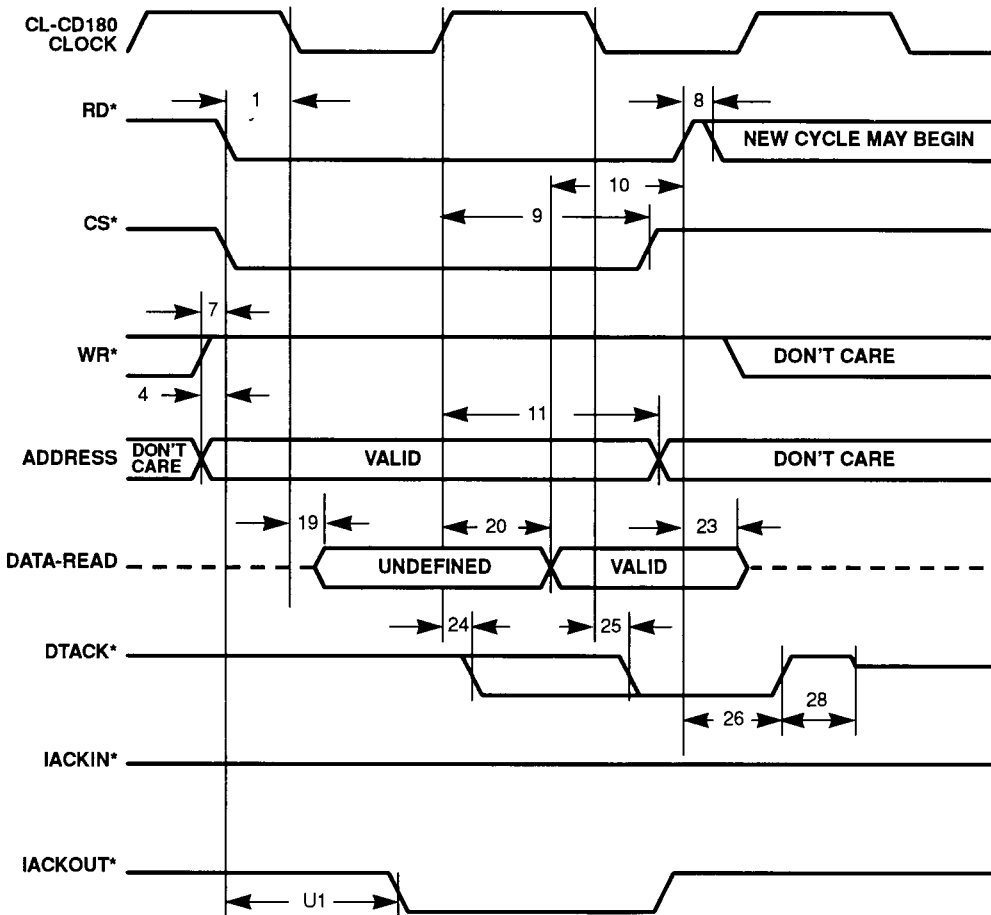 CL-CD180
CLOCK
1
8
RD*
NEW CYCLE MAY BEGIN
10
9
CS*
7
WR*
DON'T CARE
4
11
ADDRESS
DON'T
CARE
VALID
DON'T CARE
19
20
23
DATA-READ
UNDEFINED
VALID
24
25
DTACK*
26
28
IACKIN*
IACKOUT*
U1